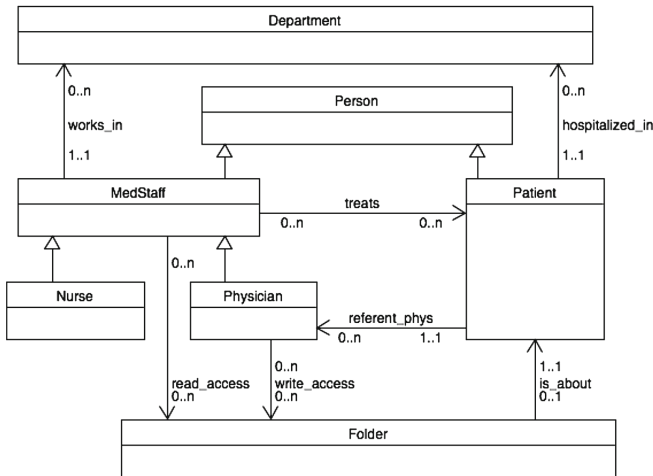 Department
0..n
0..n
works_in
hospitalized_in
1..1
1..1
Person
MedStaff
Patient
treats
0..n
0..n
0..n
Nurse
Physician
referent_phys
0..n
1..1
0..n
1..1
read_access
write_access
is_about
0..n
0..n
0..1
Folder